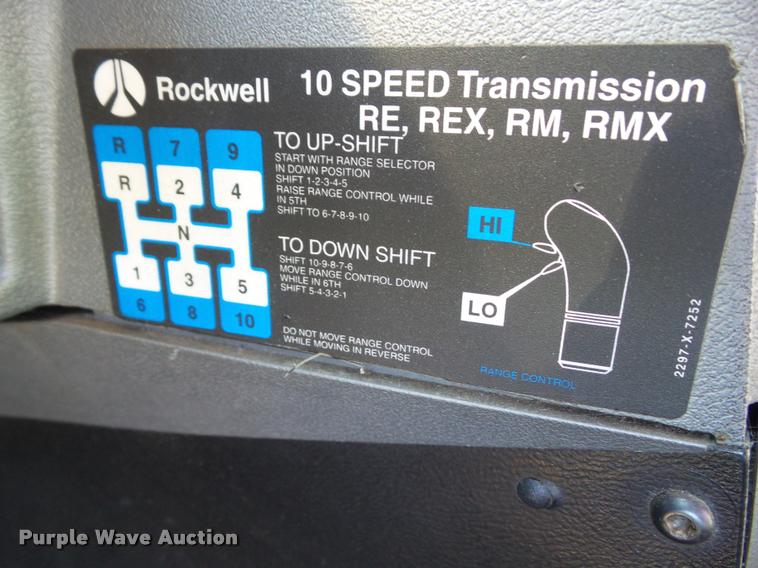 Rockwell
10 SPEED Transmission
RE, REX, RM, RMX
R 7 9
R 2 4
N
1 3 5
6 8 10
TO UP-SHIFT
START WITH RANGE SELECTOR
IN DOWN POSITION
SHIFT 1-2-3-4-5
RAISE RANGE CONTROL WHILE
IN 5TH
SHIFT TO 6-7-8-9-10
TO DOWN SHIFT
SHIFT 10-9-8-7-6
MOVE RANGE CONTROL DOWN
WHILE IN 6TH
SHIFT 5-4-3-2-1
DO NOT MOVE RANGE CONTROL
WHILE MOVING IN REVERSE
HI
LO
RANGE CONTROL
2297-X-7252
Purple Wave Auction